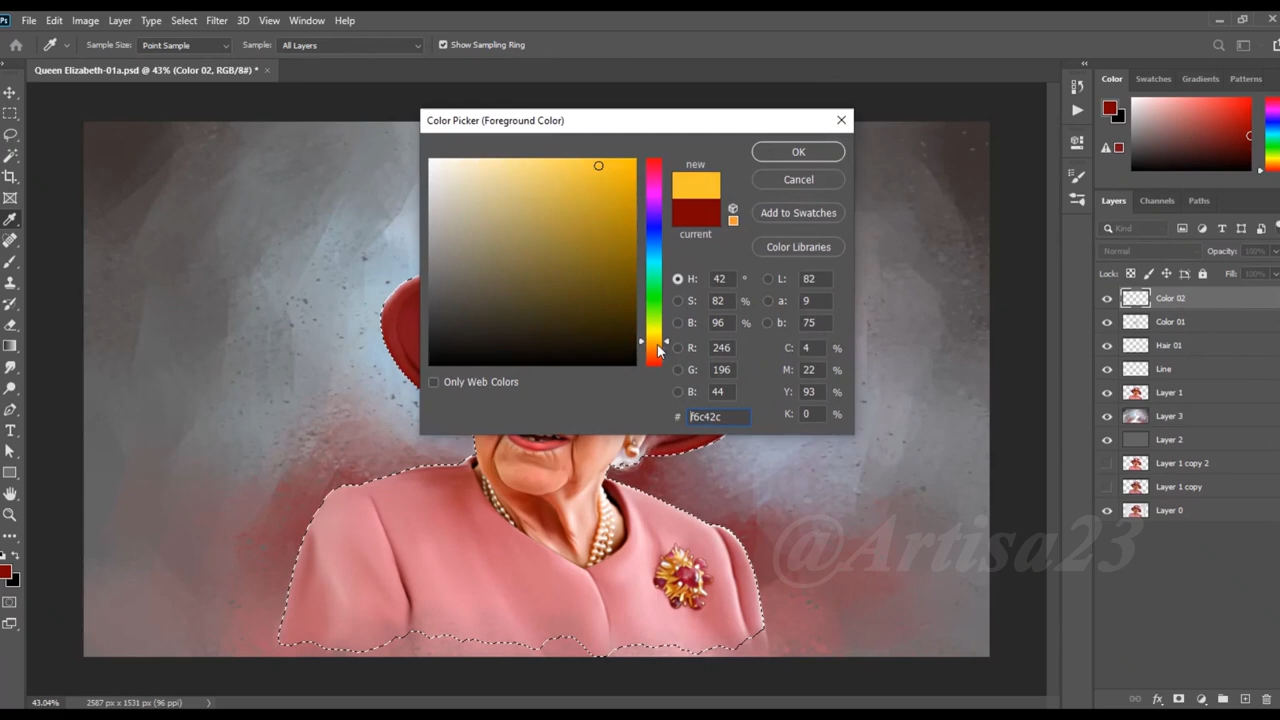 Ps File Edit Image Layer Type Select Filter 3D View Window Help
Sample Size: Point Sample Sample: All Layers Show Sampling Ring
Queen Elizabeth-01a.psd @ 43% (Color 02, RGB/8#) * ×
Color Picker (Foreground Color)
new
current
OK
Cancel
Add to Swatches
Color Libraries
H: 42 ° L: 82
S: 82 % a: 9
B: 96 % b: 75
R: 246 C: 4 %
G: 196 M: 22 %
B: 44 Y: 93 %
# f6c42c K: 0 %
Only Web Colors
Color Swatches Gradients Patterns
Layers Channels Paths
Kind
Normal Opacity: 100%
Lock: Fill: 100%
Color 02
Color 01
Hair 01
Line
Layer 1
Layer 3
Layer 2
Layer 1 copy 2
Layer 1 copy
Layer 0
@Artisa23
43.04% 2587 px x 1531 px (96 ppi)